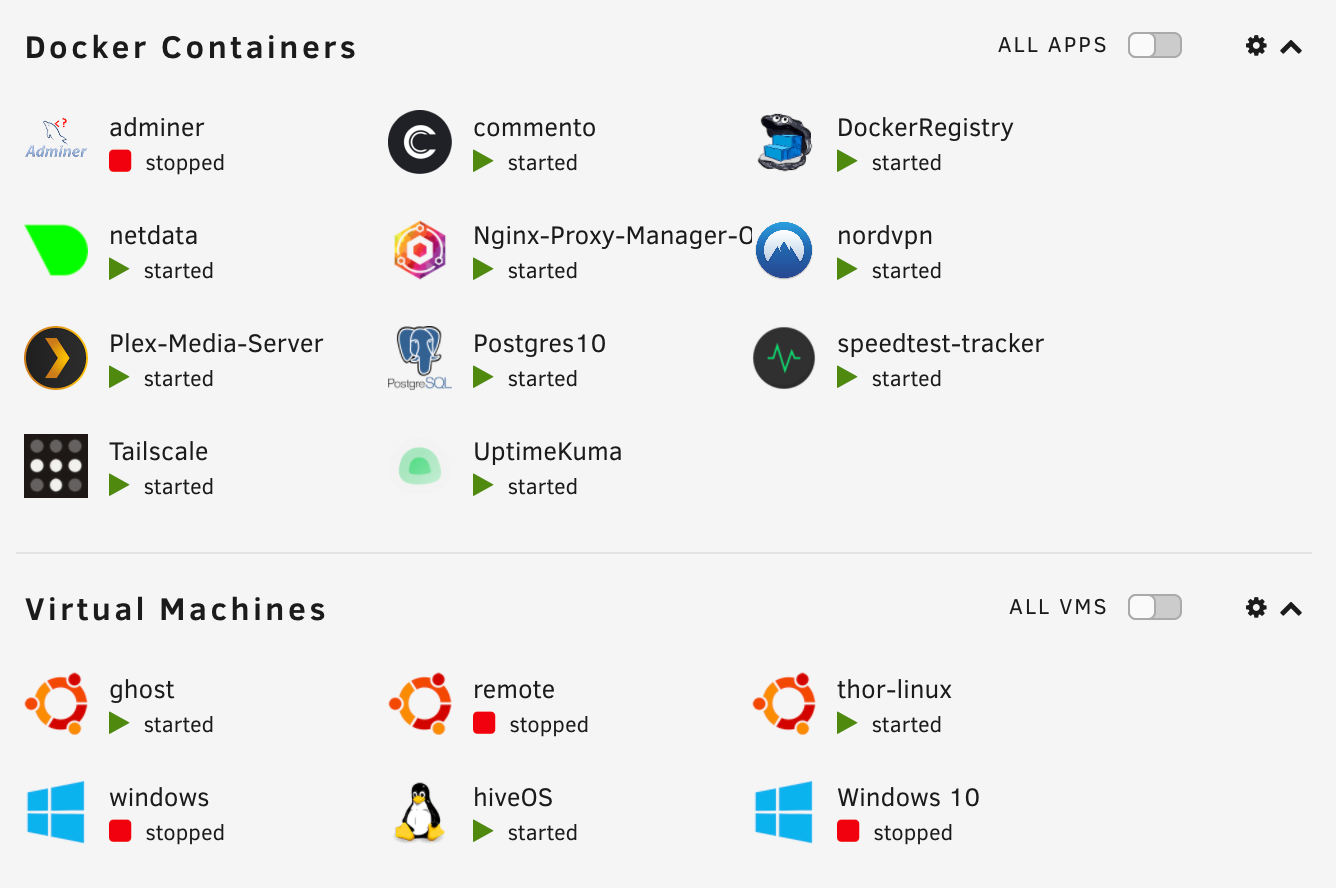 Docker Containers
ALL APPS
adminer
stopped
commento
started
DockerRegistry
started
Adminer
<?
netdata
started
Nginx-Proxy-Manager-O
started
nordvpn
started
Plex-Media-Server
started
Postgres10
started
PostgreSQL
speedtest-tracker
started
Tailscale
started
UptimeKuma
started
Virtual Machines
ALL VMS
ghost
started
remote
stopped
thor-linux
started
windows
stopped
hiveOS
started
Windows 10
stopped